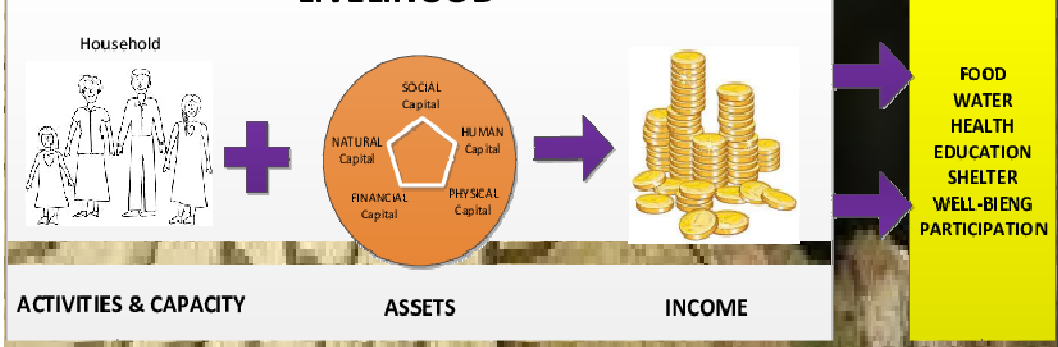 LIVELIHOOD
Household
SOCIAL
Capital
NATURAL
Capital
HUMAN
Capital
FINANCIAL
Capital
PHYSICAL
Capital
ACTIVITIES & CAPACITY
ASSETS
INCOME
FOOD
WATER
HEALTH
EDUCATION
SHELTER
WELL-BIENG
PARTICIPATION